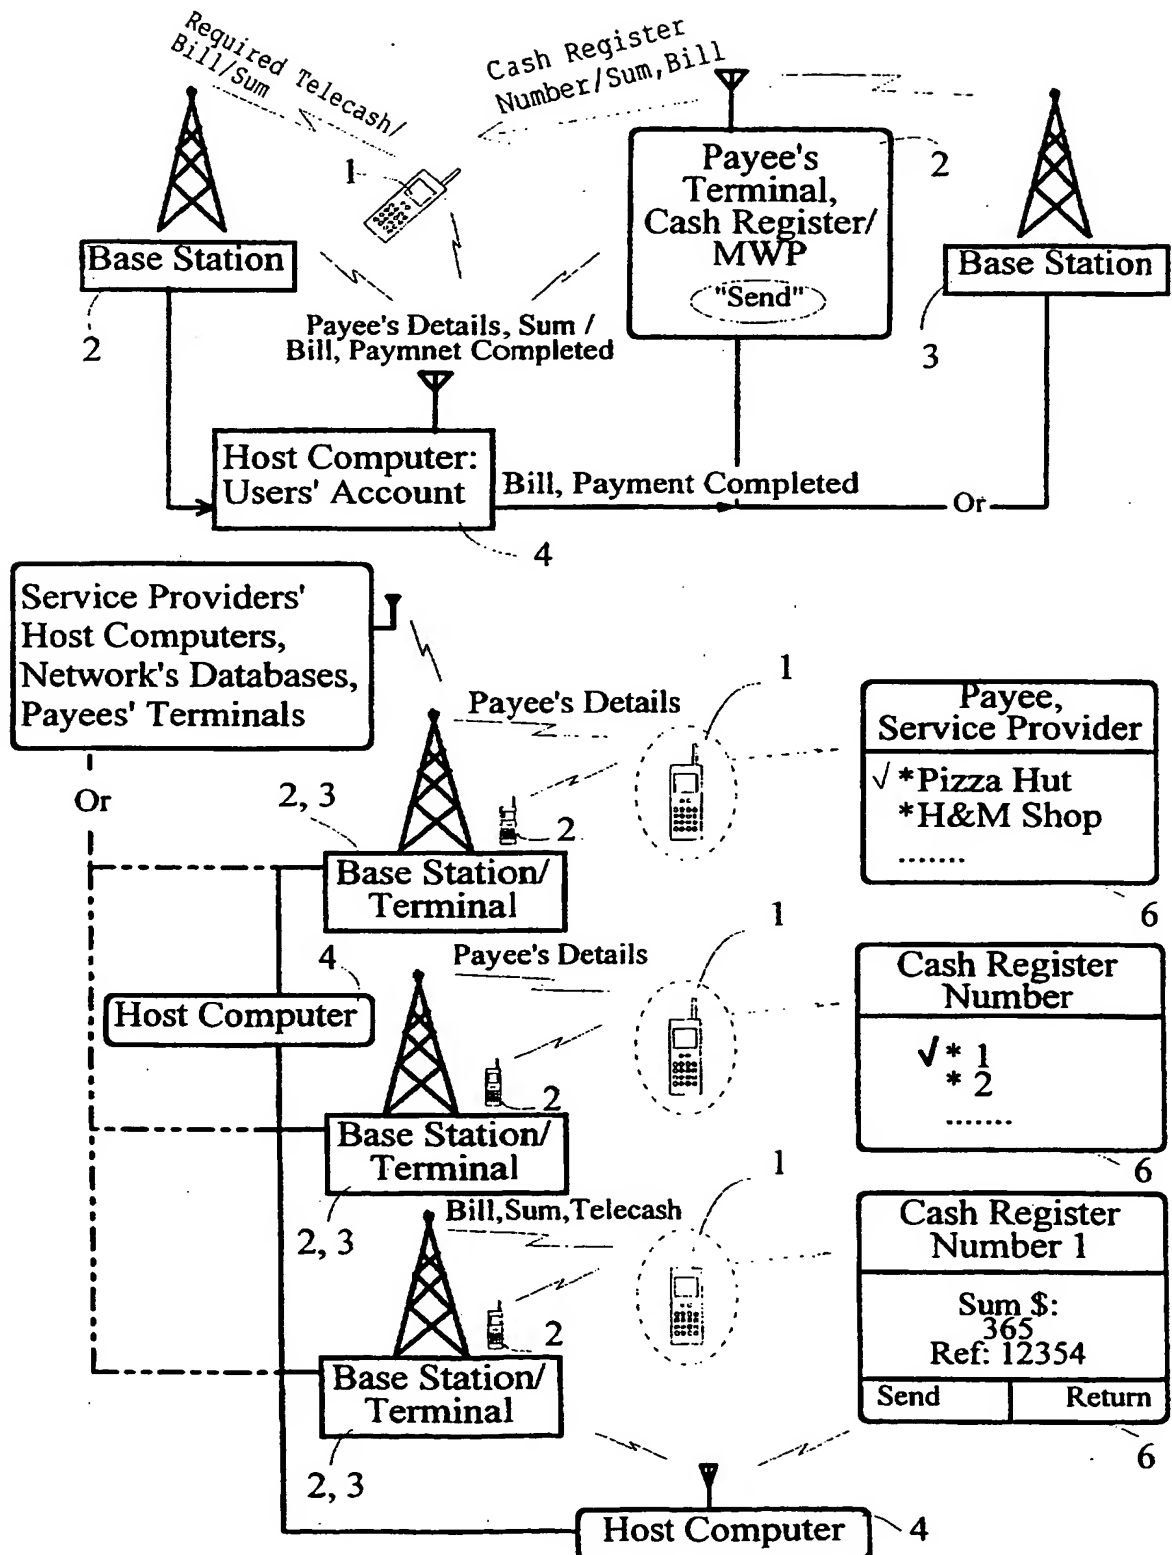 Required Telecash/
Bill/Sum
Cash Register
Number/Sum,Bill
1
Payee's
Terminal,
Cash Register/
MWP
"Send"
2
Base Station
2
Base Station
3
Payee's Details, Sum /
Bill, Paymnet Completed
Host Computer:
Users' Account
4
Bill, Payment Completed
Or
Service Providers'
Host Computers,
Network's Databases,
Payees' Terminals
Or
Payee's Details
1
2, 3
2
Base Station/
Terminal
Payee,
Service Provider
√ *Pizza Hut
*H&M Shop
.......
6
4
Host Computer
Payee's Details
1
2
Base Station/
Terminal
2, 3
Cash Register
Number
√* 1
* 2
.......
6
Bill,Sum,Telecash
1
2
Base Station/
Terminal
2, 3
Cash Register
Number 1
Sum $:
365
Ref: 12354
Send
Return
6
Host Computer
4